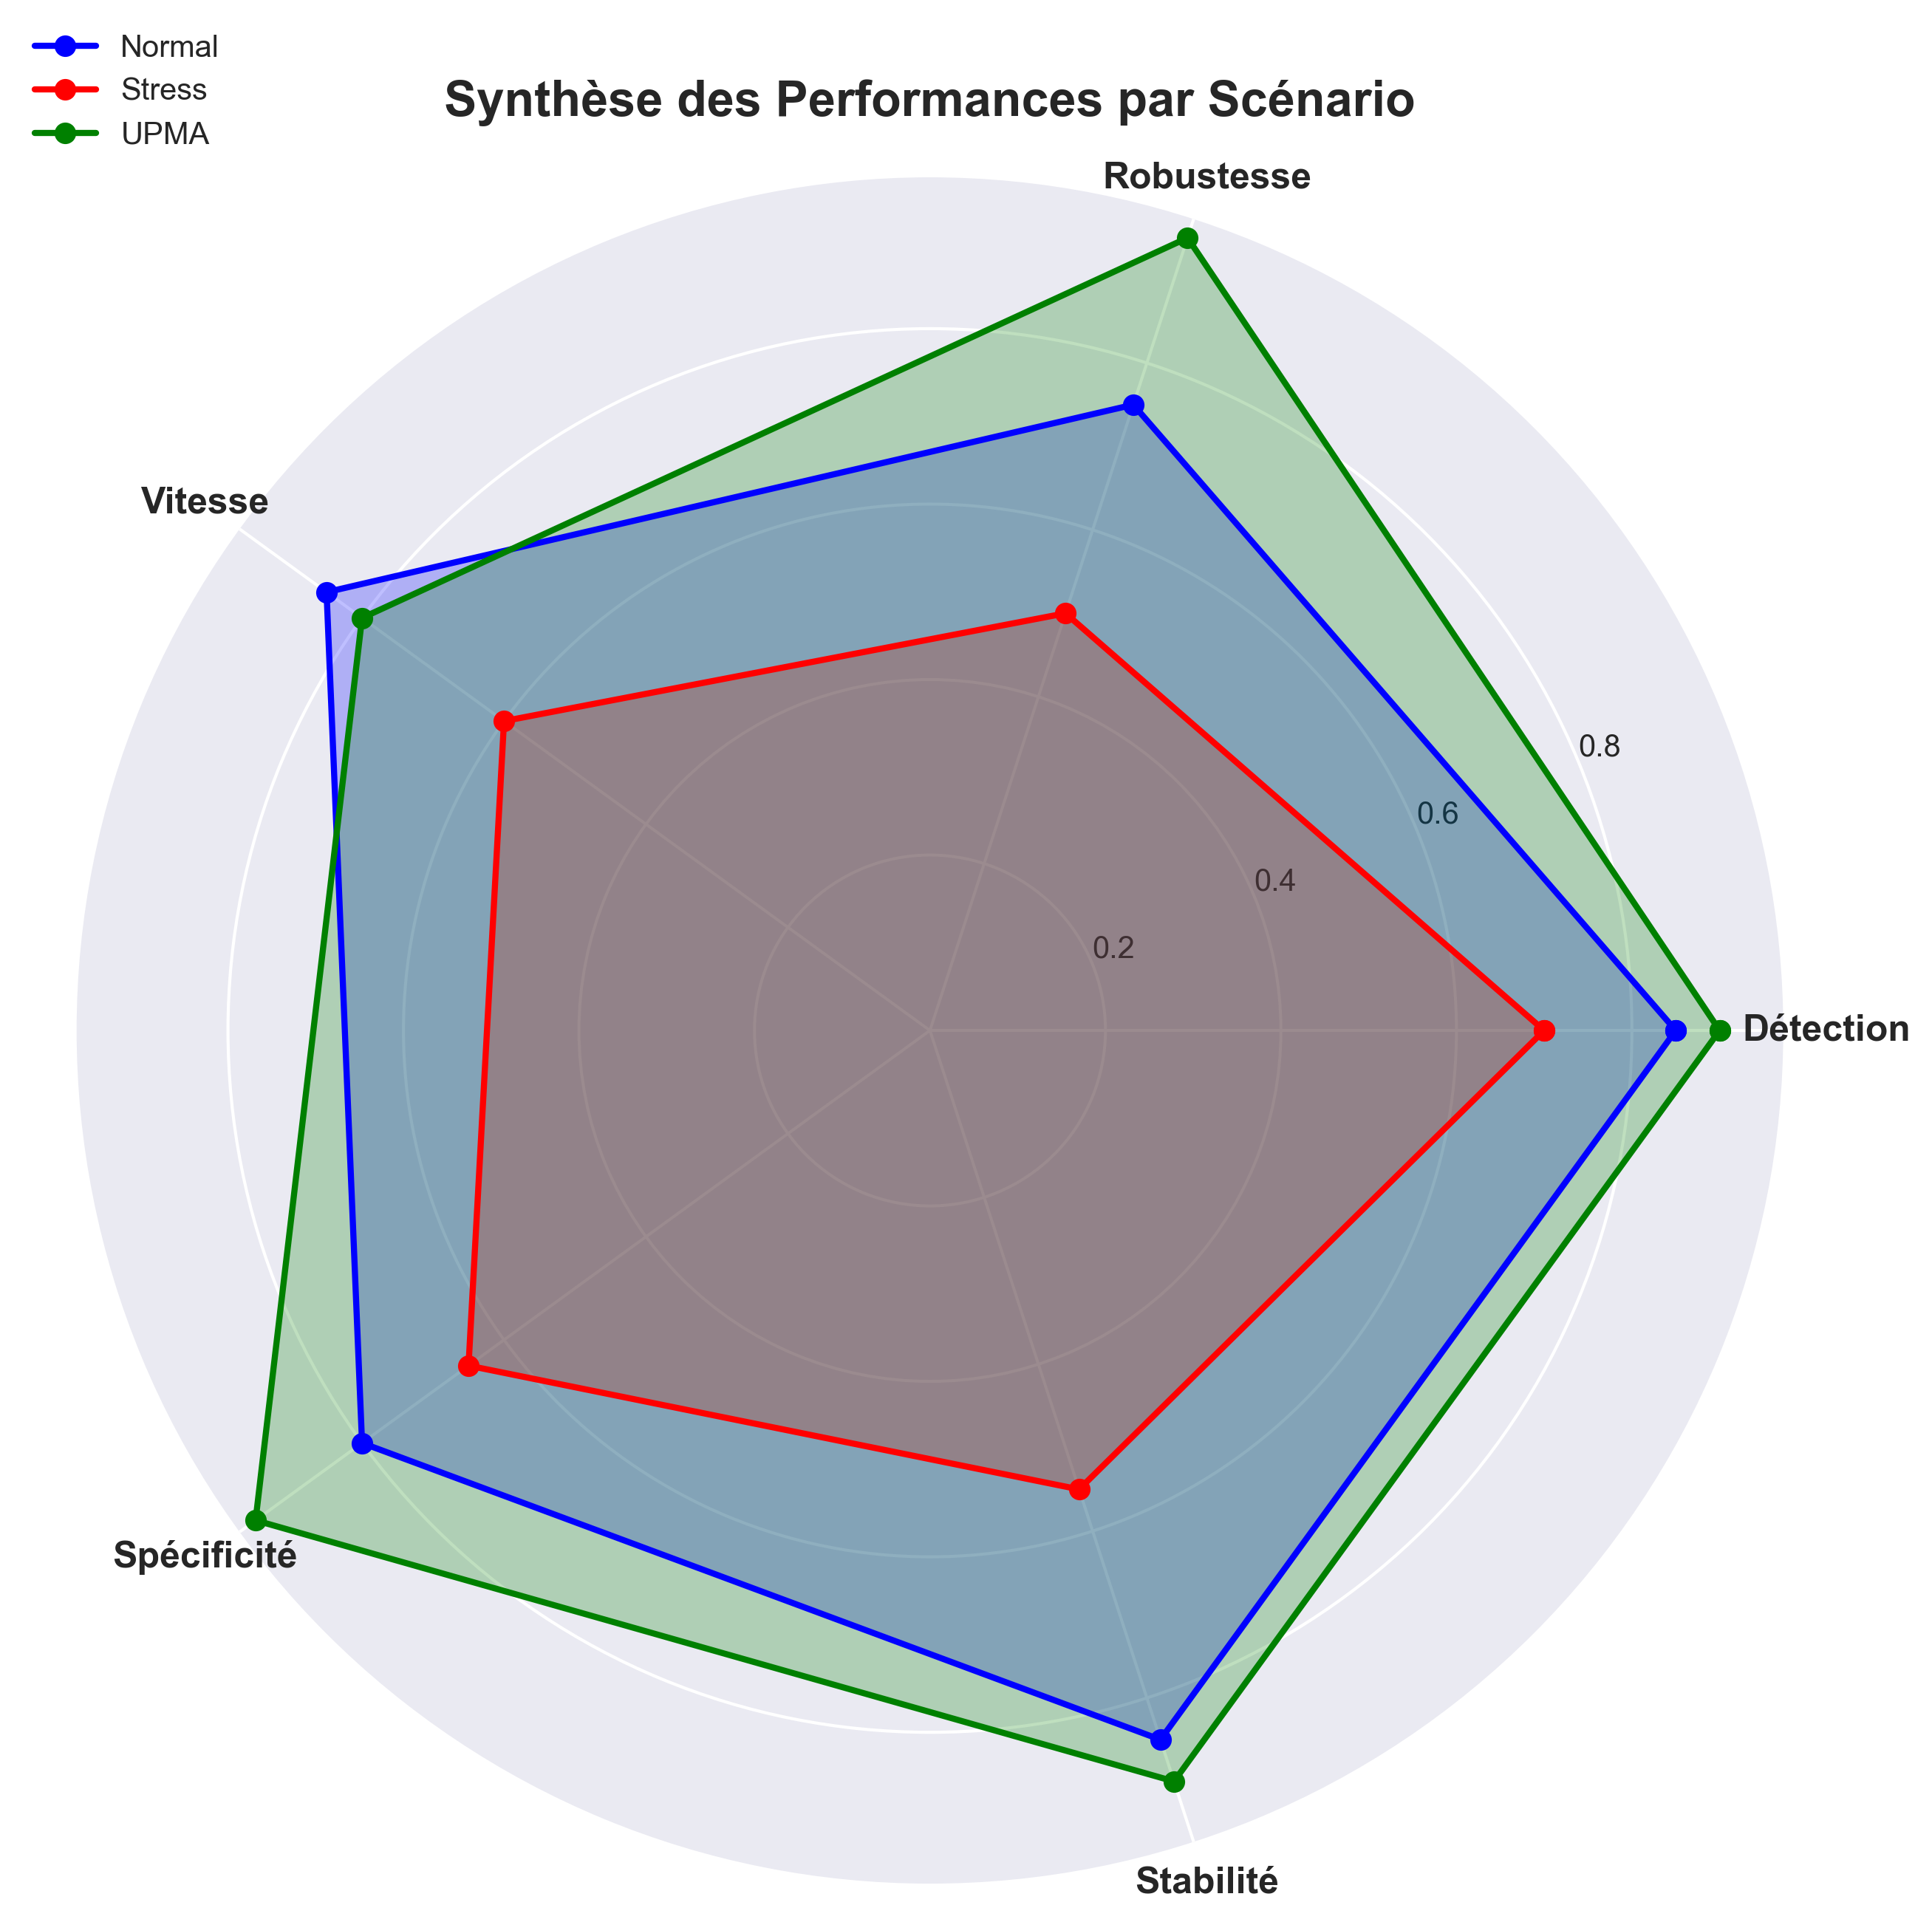 Normal
Stress
UPMA
Synthèse des Performances par Scénario
Robustesse
Vitesse
0.8
0.6
0.4
0.2
Détection
Spécificité
Stabilité